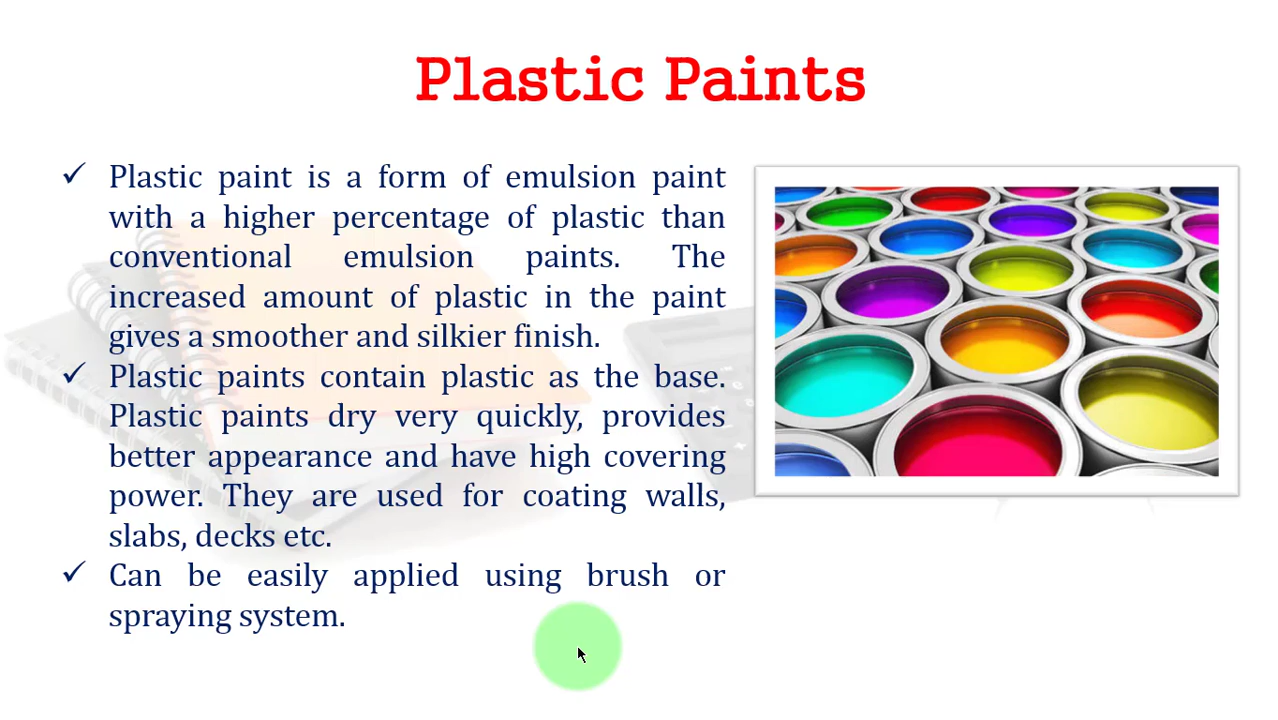 Plastic Paints
✓ Plastic paint is a form of emulsion paint
with a higher percentage of plastic than
conventional emulsion paints. The
increased amount of plastic in the paint
gives a smoother and silkier finish.
✓ Plastic paints contain plastic as the base.
Plastic paints dry very quickly, provides
better appearance and have high covering
power. They are used for coating walls,
slabs, decks etc.
✓ Can be easily applied using brush or
spraying system.